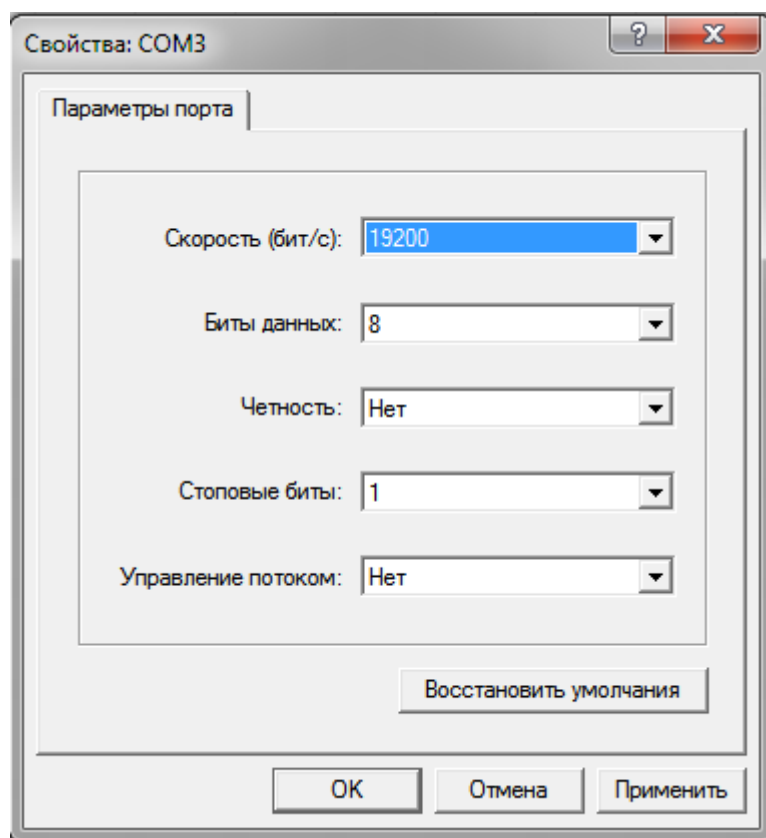 Свойства: COM3
Параметры порта
Скорость (бит/с): 19200
Биты данных: 8
Четность: Нет
Стоповые биты: 1
Управление потоком: Нет
Восстановить умолчания
OK Отмена Применить